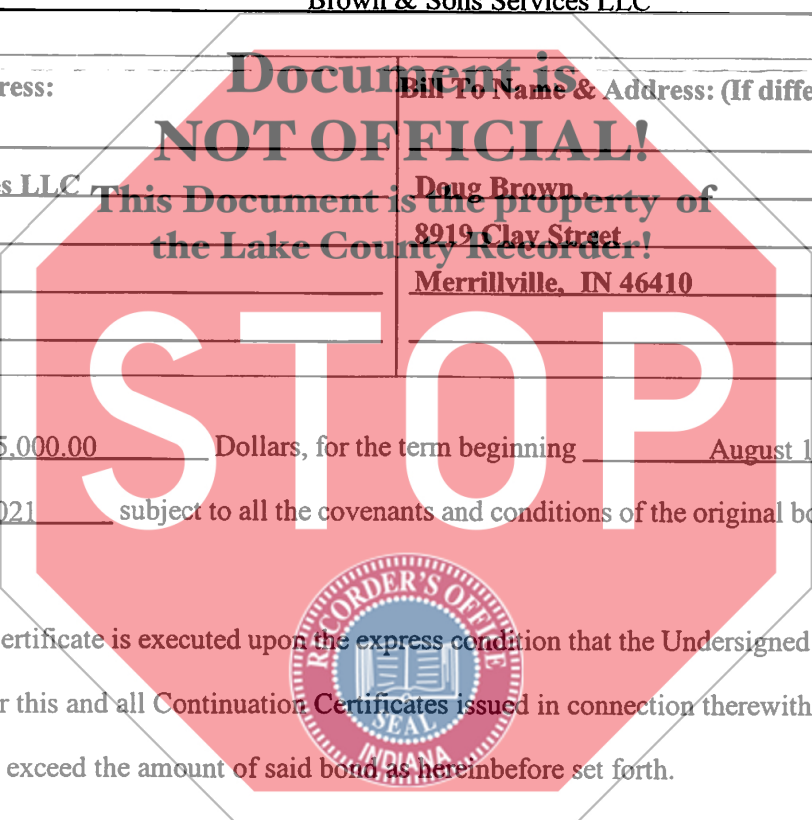 Brown & Sons Services LLC
Document is
ress:
Bill To Name & Address: (If diffe
NOT OFFICIAL!
s LLC
Doug Brown
This Document is the property of
8919 Clay Street
the Lake County Recorder!
Merrillville, IN 46410
STOP
5,000.00 Dollars, for the term beginning August 1
021 subject to all the covenants and conditions of the original bo
RECORDER'S OFFICE
ertificate is executed upon the express condition that the Undersigned
r this and all Continuation Certificates issued in connection therewith
SEAL
INDIANA
exceed the amount of said bond as hereinbefore set forth.